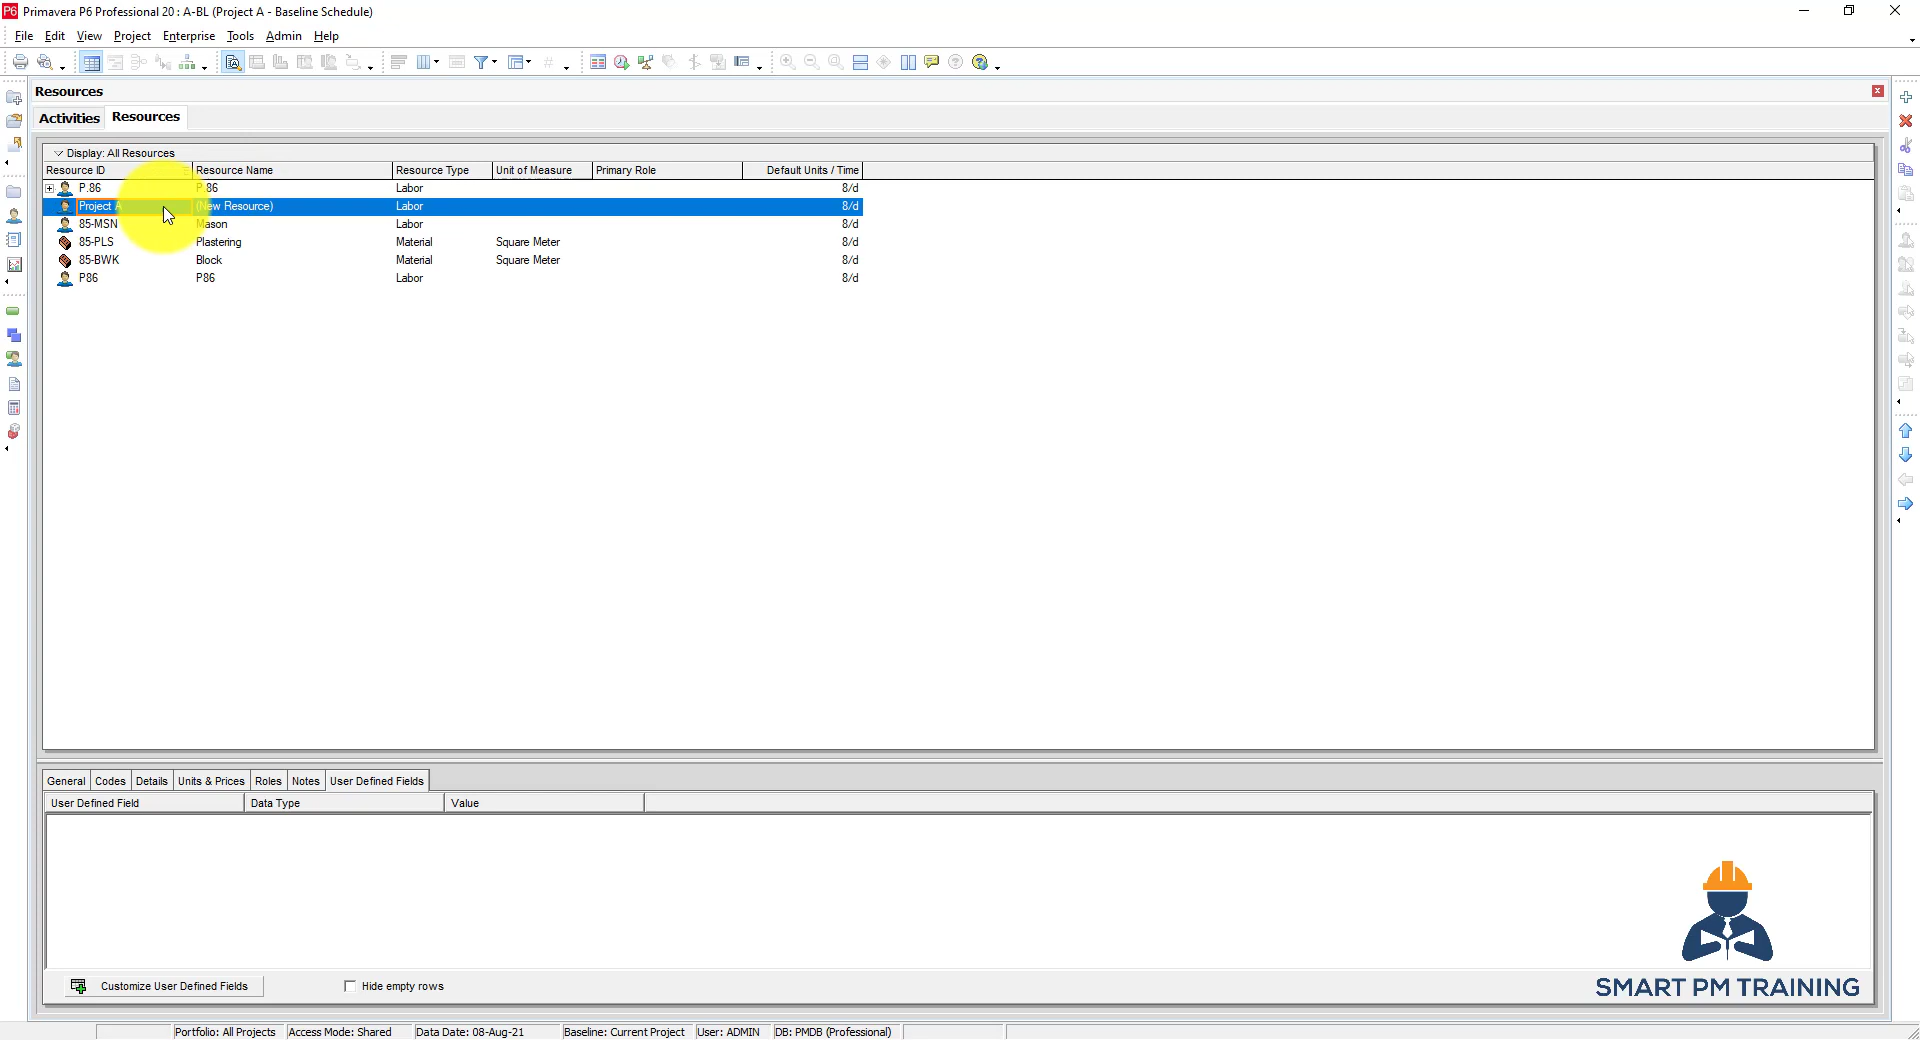 P6 Primavera P6 Professional 20 : A-BL (Project A - Baseline Schedule)
File Edit View Project Enterprise Tools Admin Help
Resources
Activities Resources
Display: All Resources
Resource ID Resource Name Resource Type Unit of Measure Primary Role Default Units / Time
P.86 P.86 Labor 8/d
Project A (New Resource) Labor 8/d
85-MSN Mason Labor 8/d
85-PLS Plastering Material Square Meter 8/d
85-BWK Block Material Square Meter 8/d
P86 P86 Labor 8/d
General Codes Details Units & Prices Roles Notes User Defined Fields
User Defined Field Data Type Value
Customize User Defined Fields Hide empty rows
SMART PM TRAINING
Portfolio: All Projects Access Mode: Shared Data Date: 08-Aug-21 Baseline: Current Project User: ADMIN DB: PMDB (Professional)